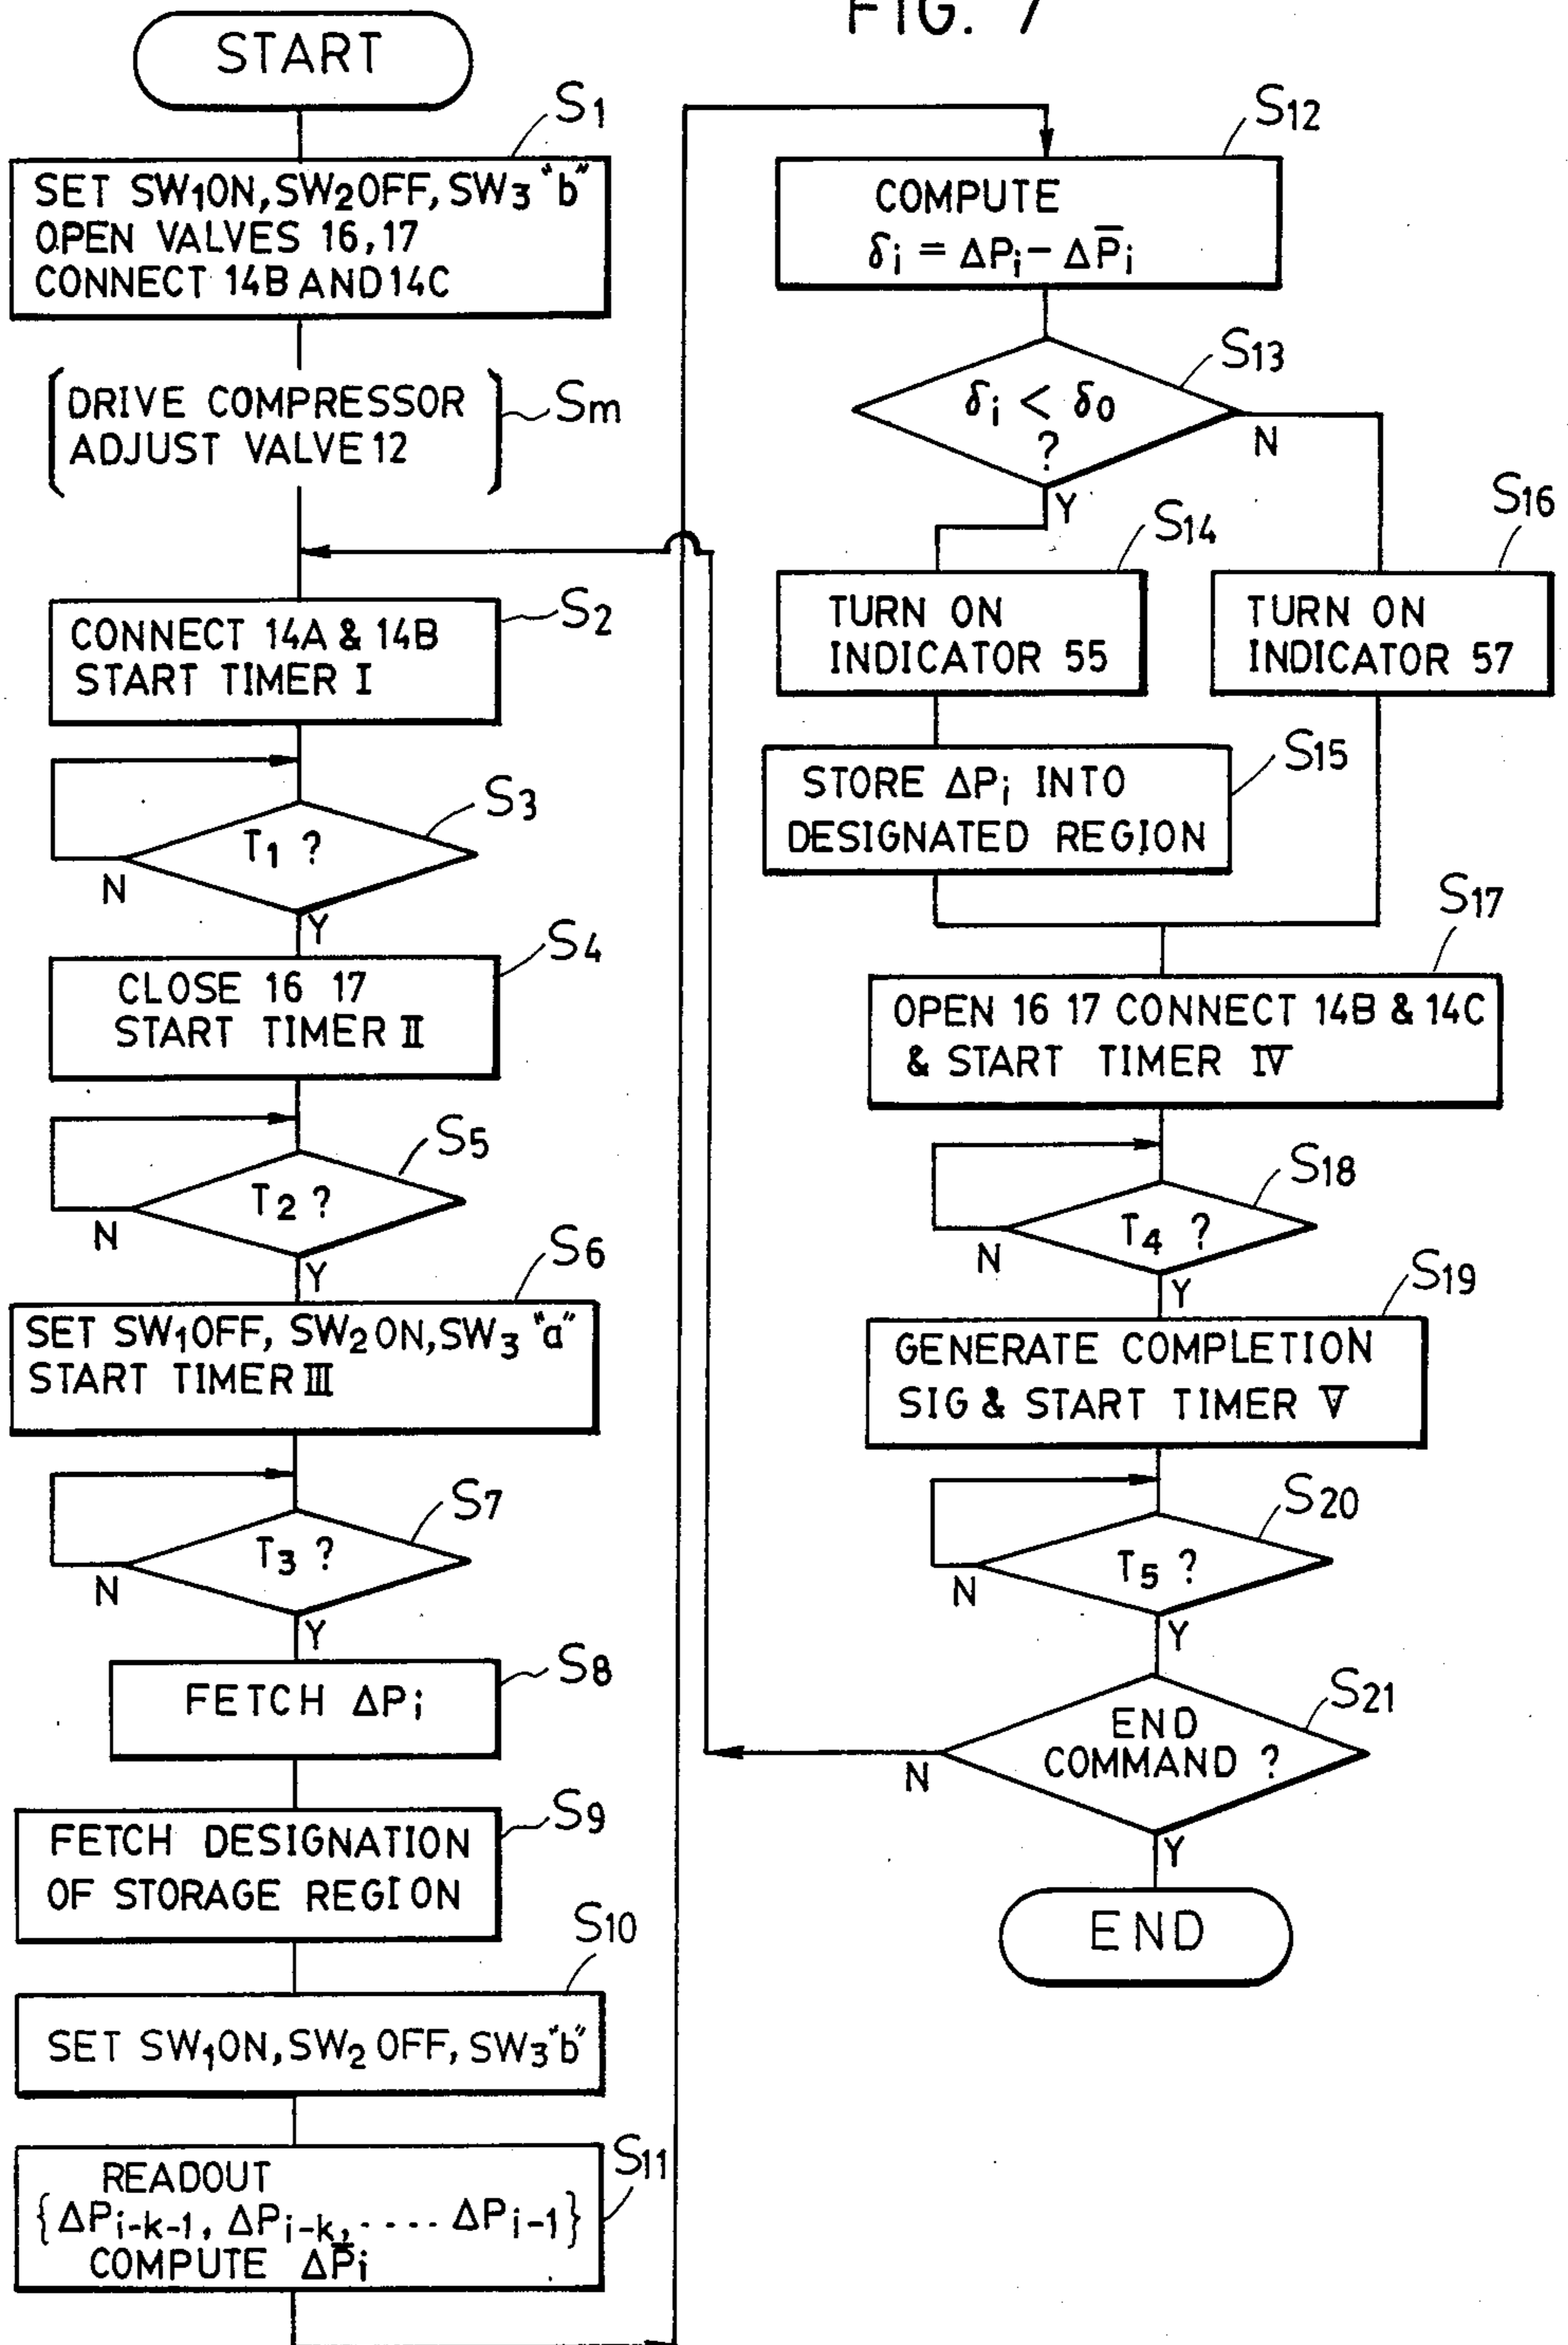 FIG. 7
START
S1
SET SW1ON, SW2OFF, SW3 "b"
OPEN VALVES 16, 17
CONNECT 14B AND 14C
DRIVE COMPRESSOR
ADJUST VALVE 12
Sm
S2
CONNECT 14A & 14B
START TIMER I
S3
T1 ?
N
Y
S4
CLOSE 16 17
START TIMER II
S5
T2 ?
N
Y
S6
SET SW1OFF, SW2ON, SW3 "a"
START TIMER III
S7
T3 ?
N
Y
S8
FETCH ΔPi
S9
FETCH DESIGNATION
OF STORAGE REGION
S10
SET SW1ON, SW2 OFF, SW3 "b"
S11
READOUT
{ΔPi-k-1, ΔPi-k, ---- ΔPi-1}
COMPUTE ΔP̅i
S12
COMPUTE
δi = ΔPi - ΔP̅i
S13
δi < δ0
?
N
Y
S14
TURN ON
INDICATOR 55
S16
TURN ON
INDICATOR 57
S15
STORE ΔPi INTO
DESIGNATED REGION
S17
OPEN 16 17 CONNECT 14B & 14C
& START TIMER IV
S18
T4 ?
N
Y
S19
GENERATE COMPLETION
SIG & START TIMER V
S20
T5 ?
N
Y
S21
END
COMMAND ?
N
Y
END